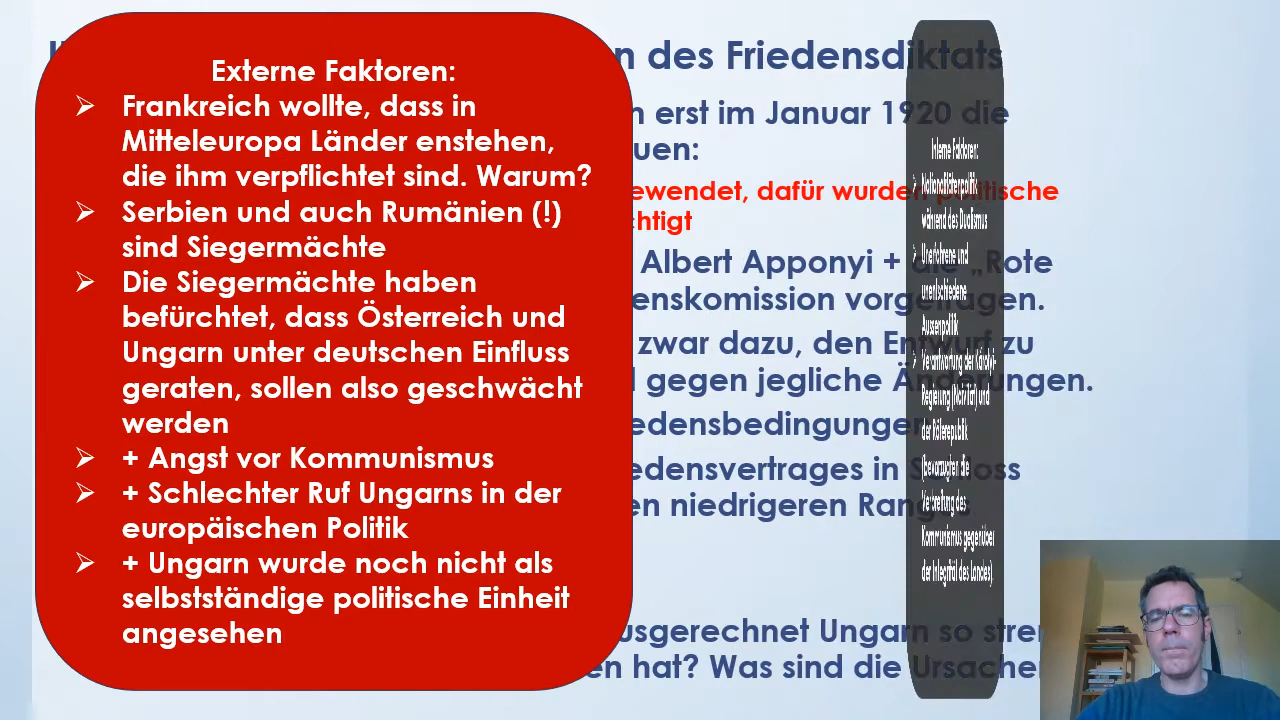 n des Friedensdiktats
n erst im Januar 1920 die
uen:
ewendet, dafür wurden politische
chtigt
Albert Apponyi + die „Rote
enskomission vorgetragen.
zwar dazu, den Entwurf zu
gegen jegliche Änderungen.
edensbedingungen
edensvertrages in Schloss
en niedrigeren Ranges
usgerechnet Ungarn so stren
en hat? Was sind die Ursachen
Externe Faktoren:
Frankreich wollte, dass in
Mitteleuropa Länder enstehen,
die ihm verpflichtet sind. Warum?
Serbien und auch Rumänien (!)
sind Siegermächte
Die Siegermächte haben
befürchtet, dass Österreich und
Ungarn unter deutschen Einfluss
geraten, sollen also geschwächt
werden
+ Angst vor Kommunismus
+ Schlechter Ruf Ungarns in der
europäischen Politik
+ Ungarn wurde noch nicht als
selbstständige politische Einheit
angesehen
Interne Faktoren:
Nationalitätenpolitik
während des Dualismus
Unerfahrene und
unentschiedene
Aussenpolitik
Verantwortung der Károlyi-
Regierung (Naivität) und
der Räterepublik
(bevorzugten die
Verbreitung des
Kommunismus gegenüber
der Integrität des Landes)